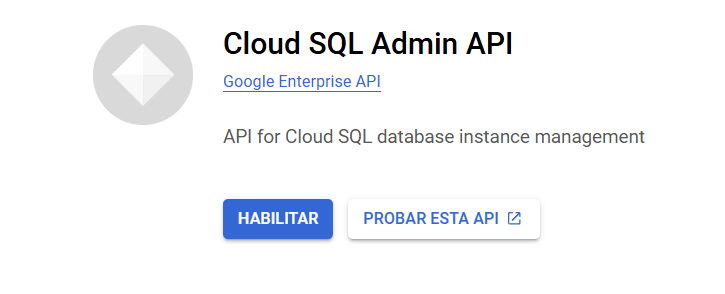 Cloud SQL Admin API
Google Enterprise API
API for Cloud SQL database instance management
HABILITAR
PROBAR ESTA API